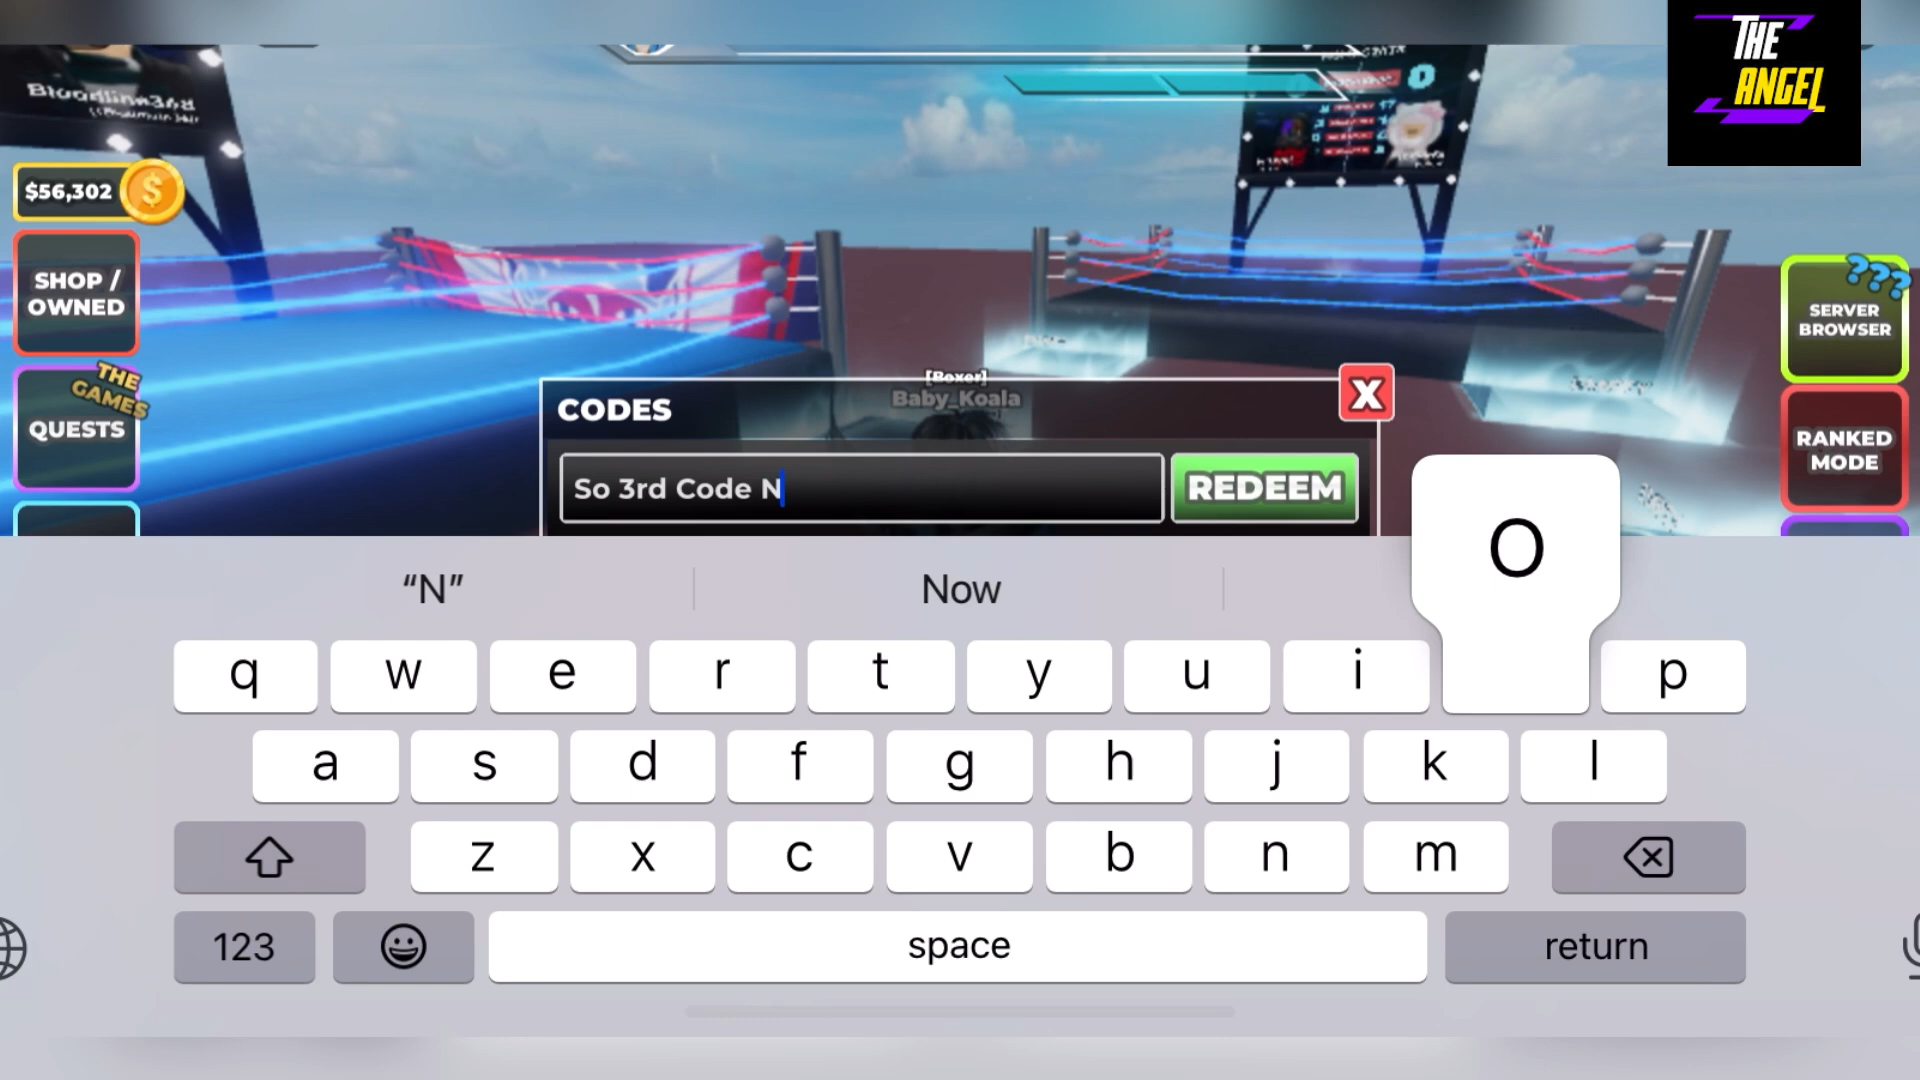 THE
ANGEL
$56,302
$
SHOP /
OWNED
THE
GAMES
QUESTS
???
SERVER
BROWSER
RANKED
MODE
[Boxer]
Baby_Koala
CODES
X
So 3rd Code N
REDEEM
“N”
Now
O
q w e r t y u i p
a s d f g h j k l
z x c v b n m
123
space
return